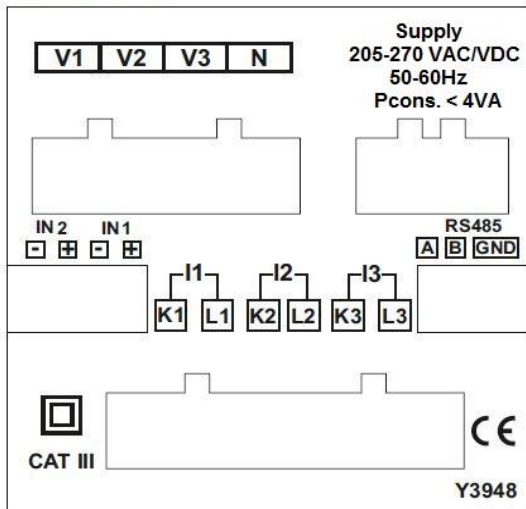 V1 V2 V3 N
Supply
205-270 VAC/VDC
50-60Hz
Pcons. < 4VA
IN 2 IN 1
- + - +
RS485
A B GND
I1 I2 I3
K1 L1 K2 L2 K3 L3
CAT III
CE
Y3948